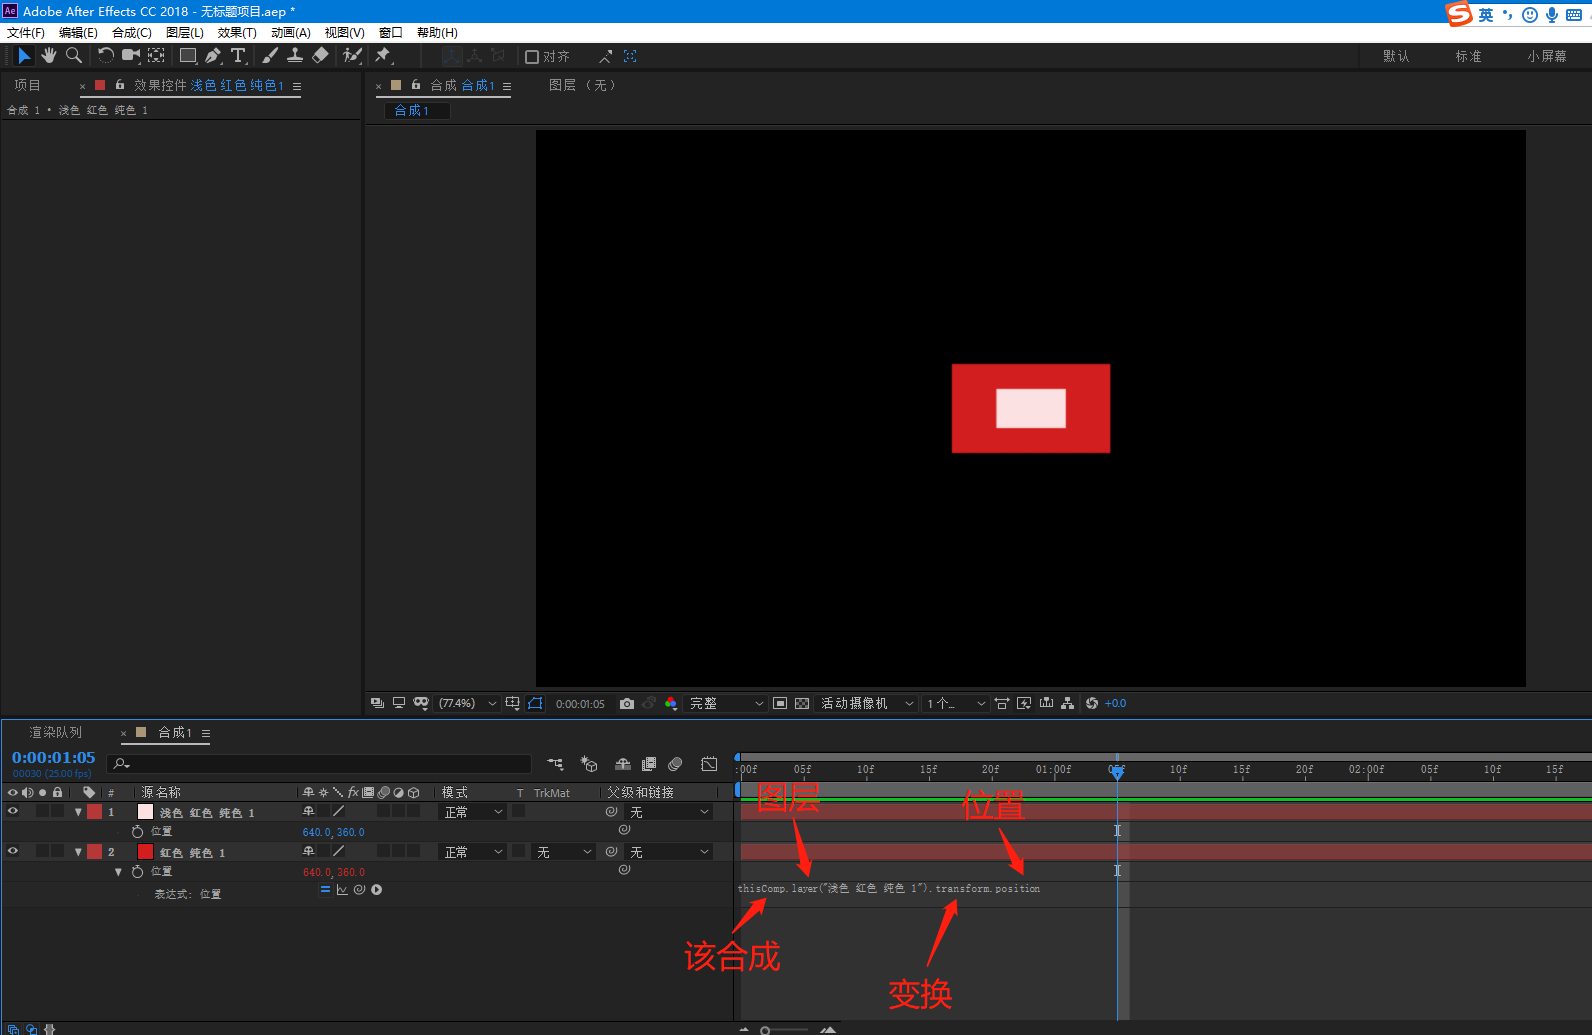 Ae Adobe After Effects CC 2018 - 无标题项目.aep *
S 英
文件(F) 编辑(E) 合成(C) 图层(L) 效果(T) 动画(A) 视图(V) 窗口 帮助(H)
T 对齐 默认 标准 小屏幕
项目 × 效果控件 浅色 红色 纯色 1 × 合成 合成 1 图层 （无）
合成 1 • 浅色 红色 纯色 1
合成 1
(77.4%) 0:00:01:05 完整 活动摄像机 1 个... +0.0
渲染队列 × 合成 1
0:00:01:05
00030 (25.00 fps)
:00f 05f 10f 15f 20f 01:00f 05f 10f 15f 20f 02:00f 05f 10f 15f
# 源名称 fx 模式 T TrkMat 父级和链接
图层 位置
1 浅色 红色 纯色 1 正常 无
位置 640.0, 360.0
2 红色 纯色 1 正常 无 无
位置 640.0, 360.0
表达式: 位置 thisComp.layer("浅色 红色 纯色 1").transform.position
该合成
变换